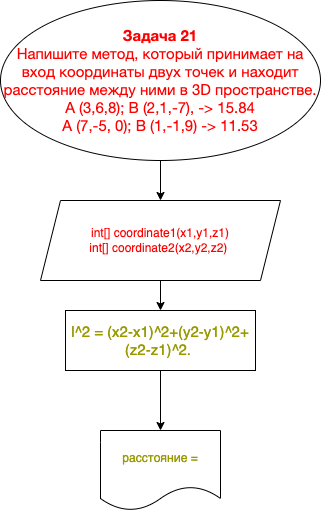 Задача 21
Напишите метод, который принимает на
вход координаты двух точек и находит
расстояние между ними в 3D пространстве.
A (3,6,8); B (2,1,-7), -> 15.84
A (7,-5, 0); B (1,-1,9) -> 11.53
int[] coordinate1(x1,y1,z1)
int[] coordinate2(x2,y2,z2)
l^2 = (x2-x1)^2+(y2-y1)^2+
(z2-z1)^2.
расстояние =